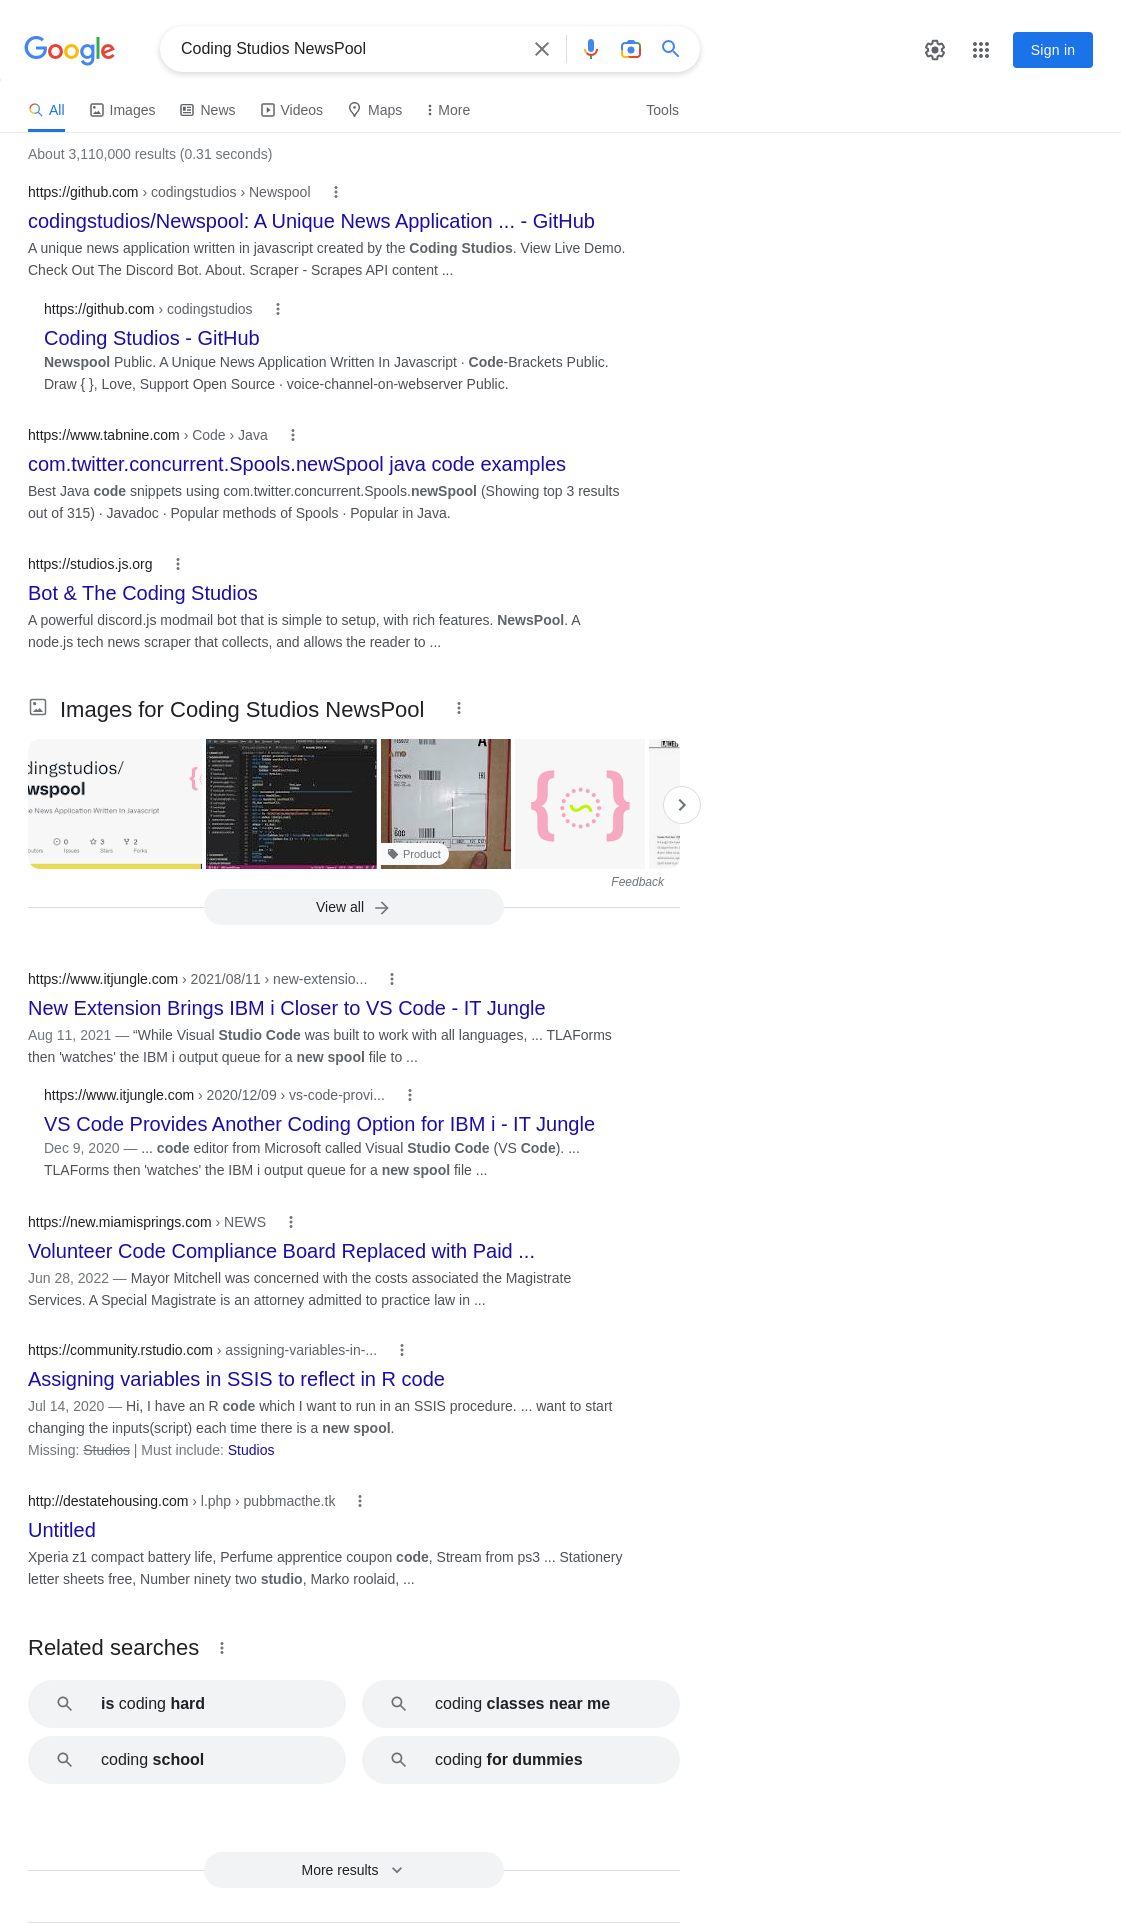 Google
Coding Studios NewsPool
Sign in
All Images News Videos Maps More Tools
About 3,110,000 results (0.31 seconds)
https://github.com › codingstudios › Newspool
codingstudios/Newspool: A Unique News Application ... - GitHub
A unique news application written in javascript created by the Coding Studios. View Live Demo.
Check Out The Discord Bot. About. Scraper - Scrapes API content ...
https://github.com › codingstudios
Coding Studios - GitHub
Newspool Public. A Unique News Application Written In Javascript · Code-Brackets Public.
Draw { }, Love, Support Open Source · voice-channel-on-webserver Public.
https://www.tabnine.com › Code › Java
com.twitter.concurrent.Spools.newSpool java code examples
Best Java code snippets using com.twitter.concurrent.Spools.newSpool (Showing top 3 results
out of 315) · Javadoc · Popular methods of Spools · Popular in Java.
https://studios.js.org
Bot & The Coding Studios
A powerful discord.js modmail bot that is simple to setup, with rich features. NewsPool. A
node.js tech news scraper that collects, and allows the reader to ...
Images for Coding Studios NewsPool
dingstudios/
wspool
e News Application Written In Javascript
0 3 2
Issues Stars Forks
Product
Feedback
View all
https://www.itjungle.com › 2021/08/11 › new-extensio...
New Extension Brings IBM i Closer to VS Code - IT Jungle
Aug 11, 2021 — “While Visual Studio Code was built to work with all languages, ... TLAForms
then 'watches' the IBM i output queue for a new spool file to ...
https://www.itjungle.com › 2020/12/09 › vs-code-provi...
VS Code Provides Another Coding Option for IBM i - IT Jungle
Dec 9, 2020 — ... code editor from Microsoft called Visual Studio Code (VS Code). ...
TLAForms then 'watches' the IBM i output queue for a new spool file ...
https://new.miamisprings.com › NEWS
Volunteer Code Compliance Board Replaced with Paid ...
Jun 28, 2022 — Mayor Mitchell was concerned with the costs associated the Magistrate
Services. A Special Magistrate is an attorney admitted to practice law in ...
https://community.rstudio.com › assigning-variables-in-...
Assigning variables in SSIS to reflect in R code
Jul 14, 2020 — Hi, I have an R code which I want to run in an SSIS procedure. ... want to start
changing the inputs(script) each time there is a new spool.
Missing: Studios | Must include: Studios
http://destatehousing.com › l.php › pubbmacthe.tk
Untitled
Xperia z1 compact battery life, Perfume apprentice coupon code, Stream from ps3 ... Stationery
letter sheets free, Number ninety two studio, Marko roolaid, ...
Related searches
is coding hard
coding classes near me
coding school
coding for dummies
More results